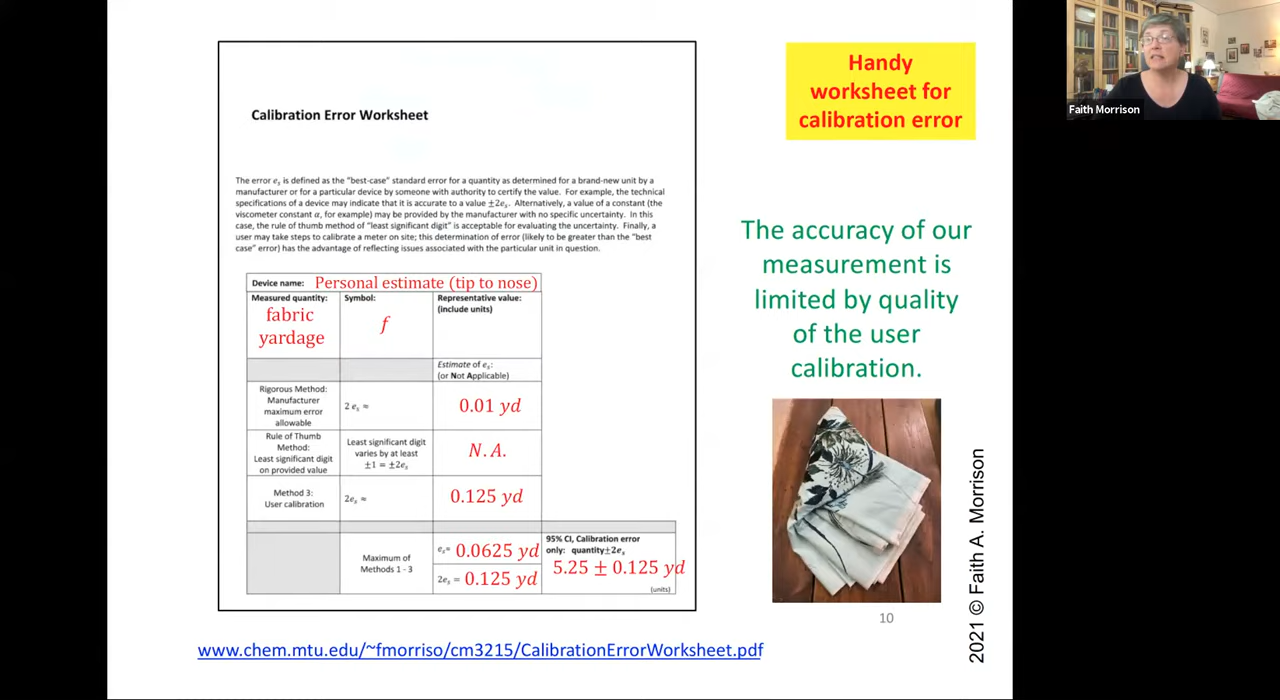 Calibration Error Worksheet
The error eₛ is defined as the "best-case" standard error for a quantity as determined for a brand-new unit by a
manufacturer or for a particular device by someone with authority to certify the value. For example, the technical
specifications of a device may indicate that it is accurate to a value ±2eₛ. Alternatively, a value of a constant (the
viscometer constant α, for example) may be provided by the manufacturer with no specific uncertainty. In this
case, the rule of thumb method of "least significant digit" is acceptable for evaluating the uncertainty. Finally, a
user may take steps to calibrate a meter on site; this determination of error (likely to be greater than the "best
case" error) has the advantage of reflecting issues associated with the particular unit in question.
Device name: Personal estimate (tip to nose)
Measured quantity:
fabric
yardage
Symbol:
f
Representative value:
(include units)
Estimate of eₛ:
(or Not Applicable)
Rigorous Method:
Manufacturer
maximum error
allowable
2 eₛ ≈
0.01 yd
Rule of Thumb
Method:
Least significant digit
on provided value
Least significant digit
varies by at least
±1 = ±2eₛ
N. A.
Method 3:
User calibration
2eₛ ≈
0.125 yd
Maximum of
Methods 1 - 3
eₛ= 0.0625 yd
2eₛ = 0.125 yd
95% CI, Calibration error
only: quantity±2eₛ
5.25 ± 0.125 yd
(units)
www.chem.mtu.edu/~fmorriso/cm3215/CalibrationErrorWorksheet.pdf
Handy
worksheet for
calibration error
The accuracy of our
measurement is
limited by quality
of the user
calibration.
10
2021 © Faith A. Morrison
Faith Morrison